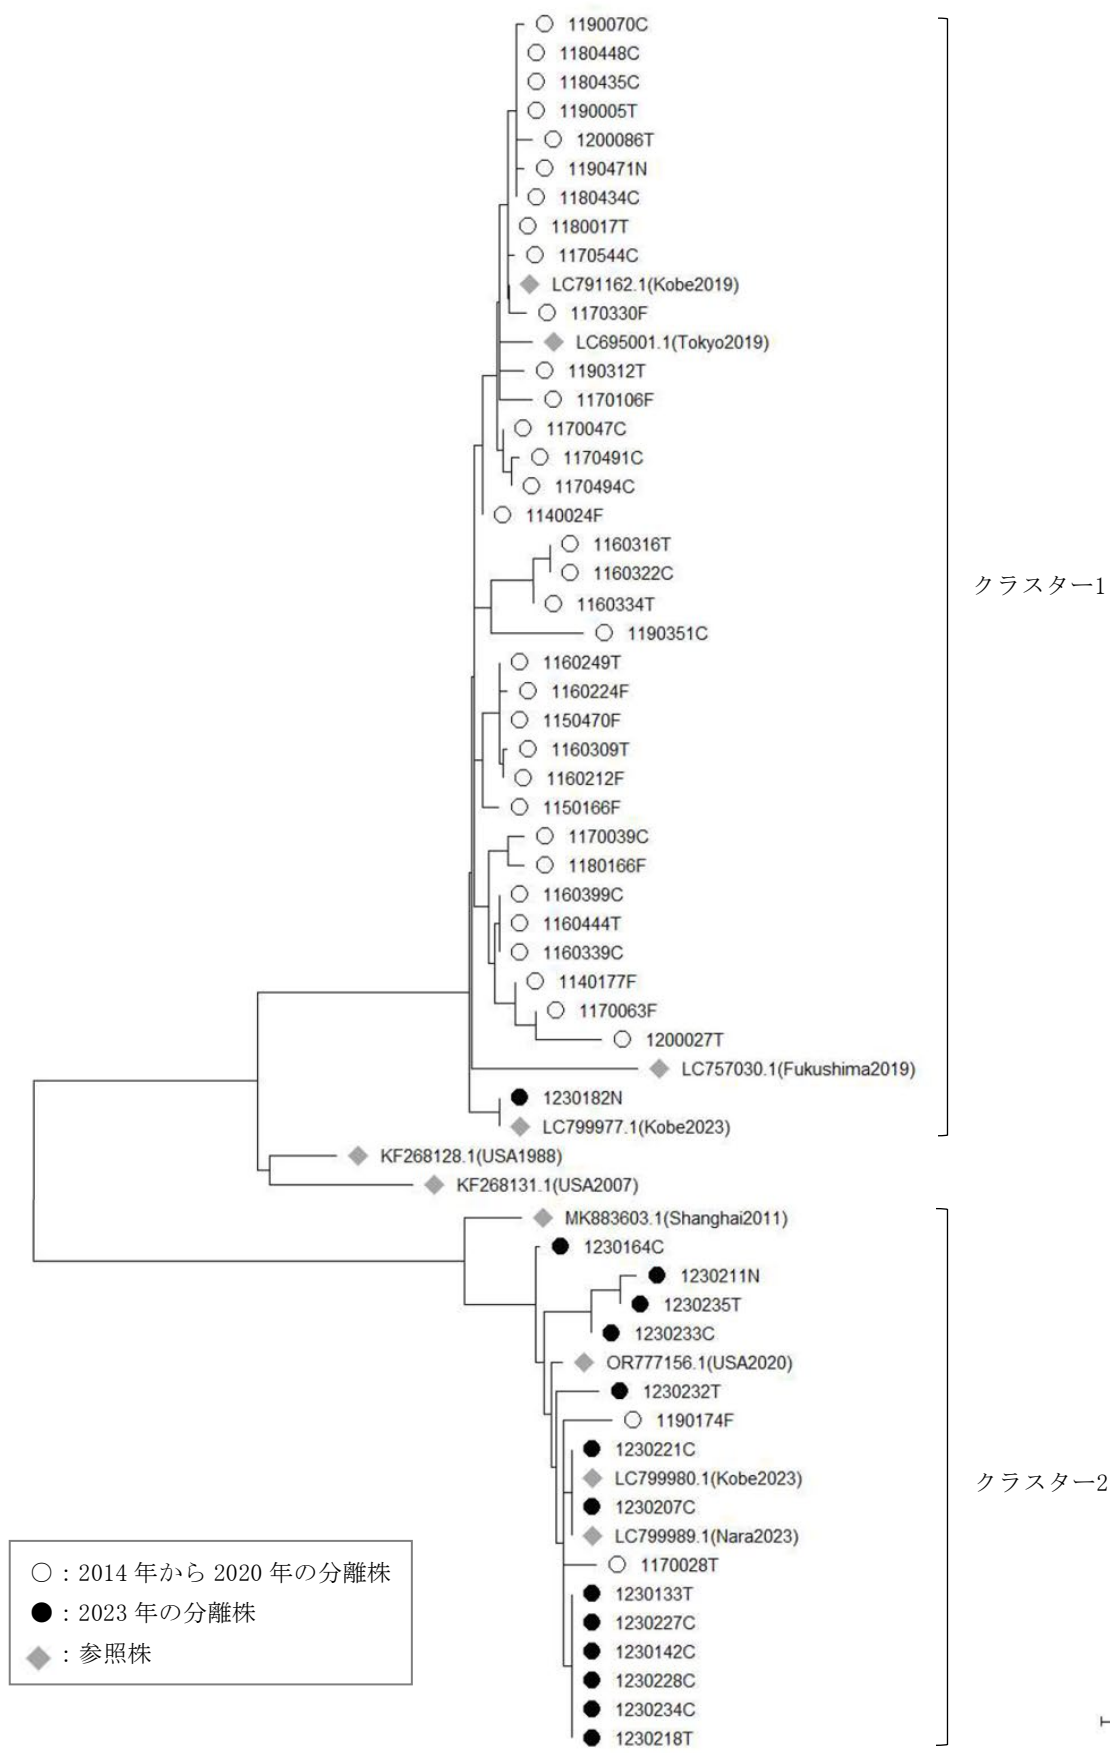 1190070C
1180448C
1180435C
1190005T
1200086T
1190471N
1180434C
1180017T
1170544C
LC791162.1(Kobe2019)
1170330F
LC695001.1(Tokyo2019)
1190312T
1170106F
1170047C
1170491C
1170494C
1140024F
1160316T
1160322C
クラスター1
1160334T
1190351C
1160249T
1160224F
1150470F
1160309T
1160212F
1150166F
1170039C
1180166F
1160399C
1160444T
1160339C
1140177F
1170063F
1200027T
LC757030.1(Fukushima2019)
1230182N
LC799977.1(Kobe2023)
KF268128.1(USA1988)
KF268131.1(USA2007)
MK883603.1(Shanghai2011)
1230164C
1230211N
1230235T
1230233C
OR777156.1(USA2020)
1230232T
1190174F
1230221C
LC799980.1(Kobe2023)
クラスター2
1230207C
LC799989.1(Nara2023)
1170028T
1230133T
1230227C
1230142C
1230228C
1230234C
1230218T
○：2014 年から 2020 年の分離株
●：2023 年の分離株
◆：参照株